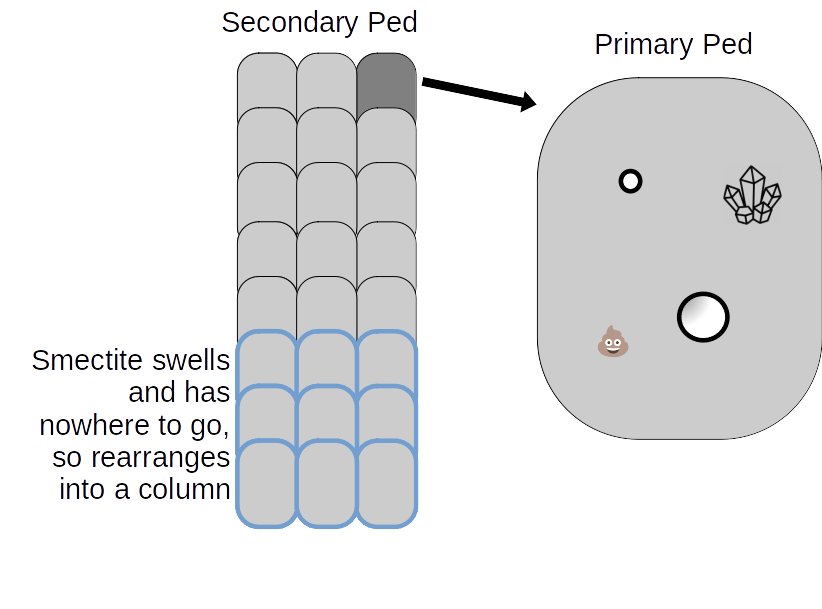 Secondary Ped
Primary Ped
Smectite swells
and has
nowhere to go,
so rearranges
into a column